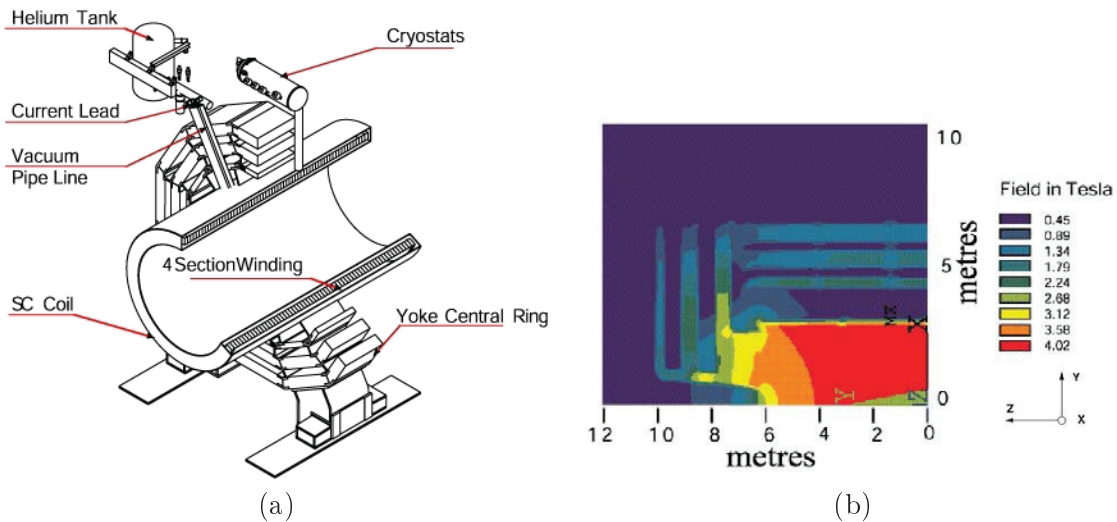 Helium Tank
Cryostats
Current Lead
Vacuum
Pipe Line
4 Section Winding
SC Coil
Yoke Central Ring
(a)
10
5
0
metres
12 10 8 6 4 2 0
metres
Field in Tesla
0.45
0.89
1.34
1.79
2.24
2.68
3.12
3.58
4.02
Y
Z
X
Y
X
(b)